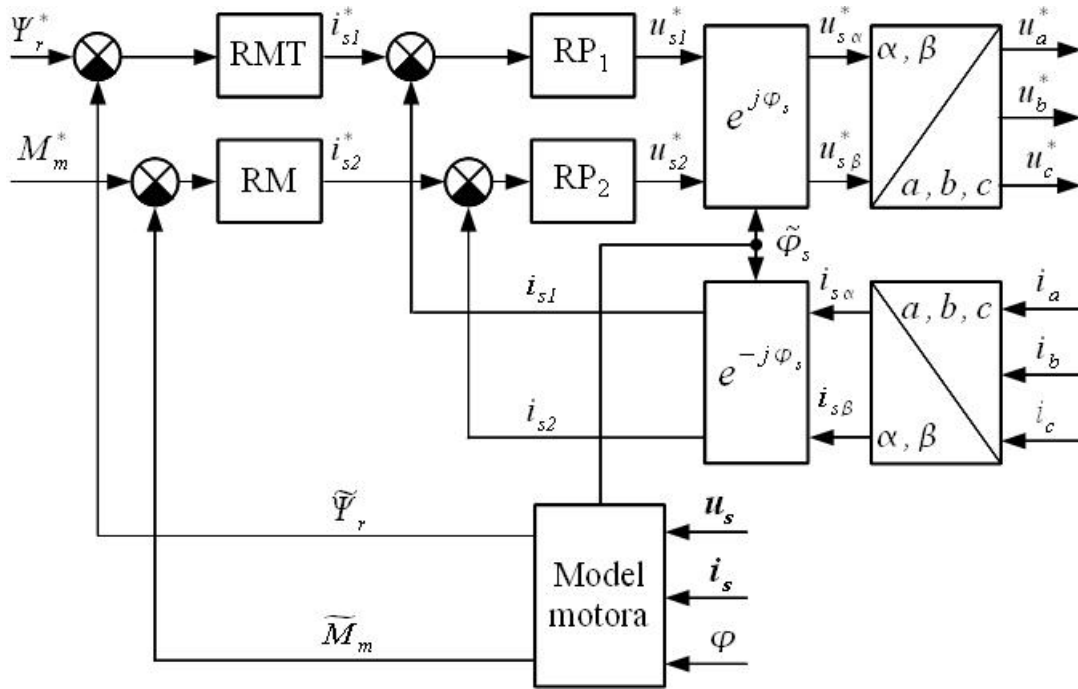 Ψ*r
RMT
i*s1
RP1
u*s1
e^jφs
u*sα
α, β
a, b, c
u*a
u*b
u*c
M*m
RM
i*s2
RP2
u*s2
u*sβ
φ̃s
is1
is2
e^−jφs
isα
isβ
a, b, c
α, β
ia
ib
ic
Ψ̃r
M̃m
Model
motora
us
is
φ